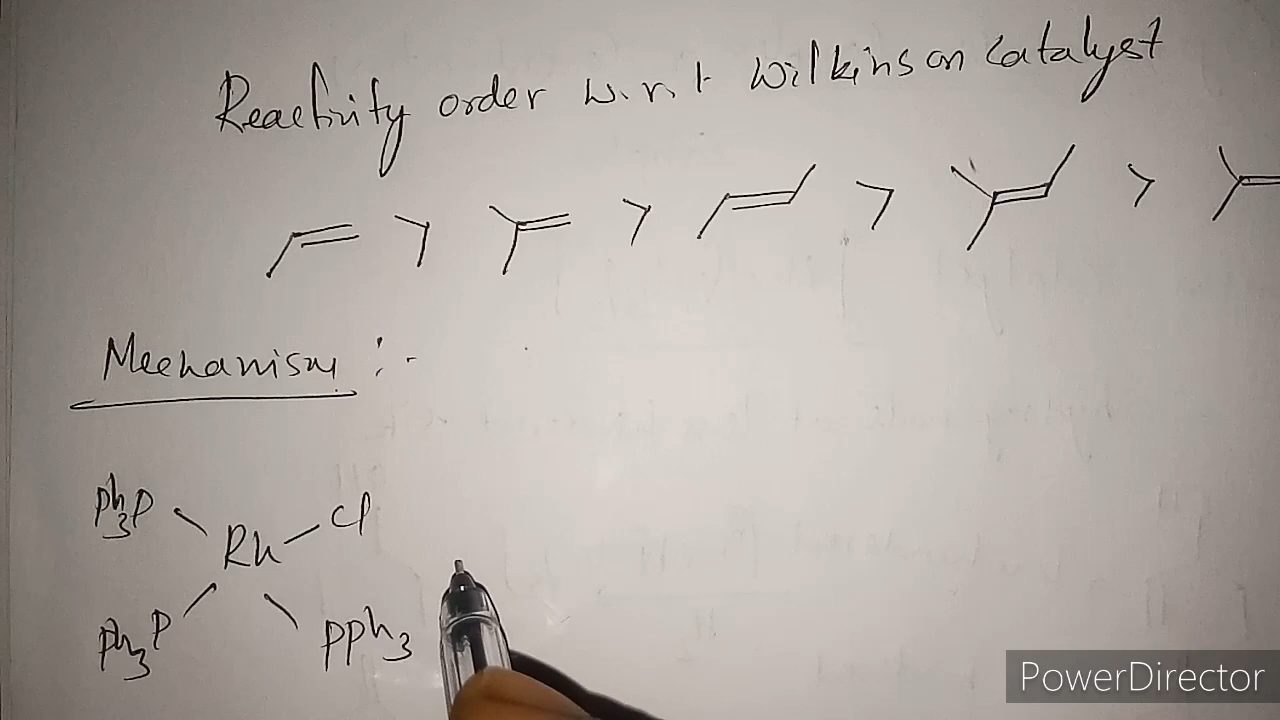 Reactivity order w.r.t Wilkinson Catalyst
> > > >
Mechanism :-
Ph3P Cl
Rh
Ph3P PPh3
PowerDirector